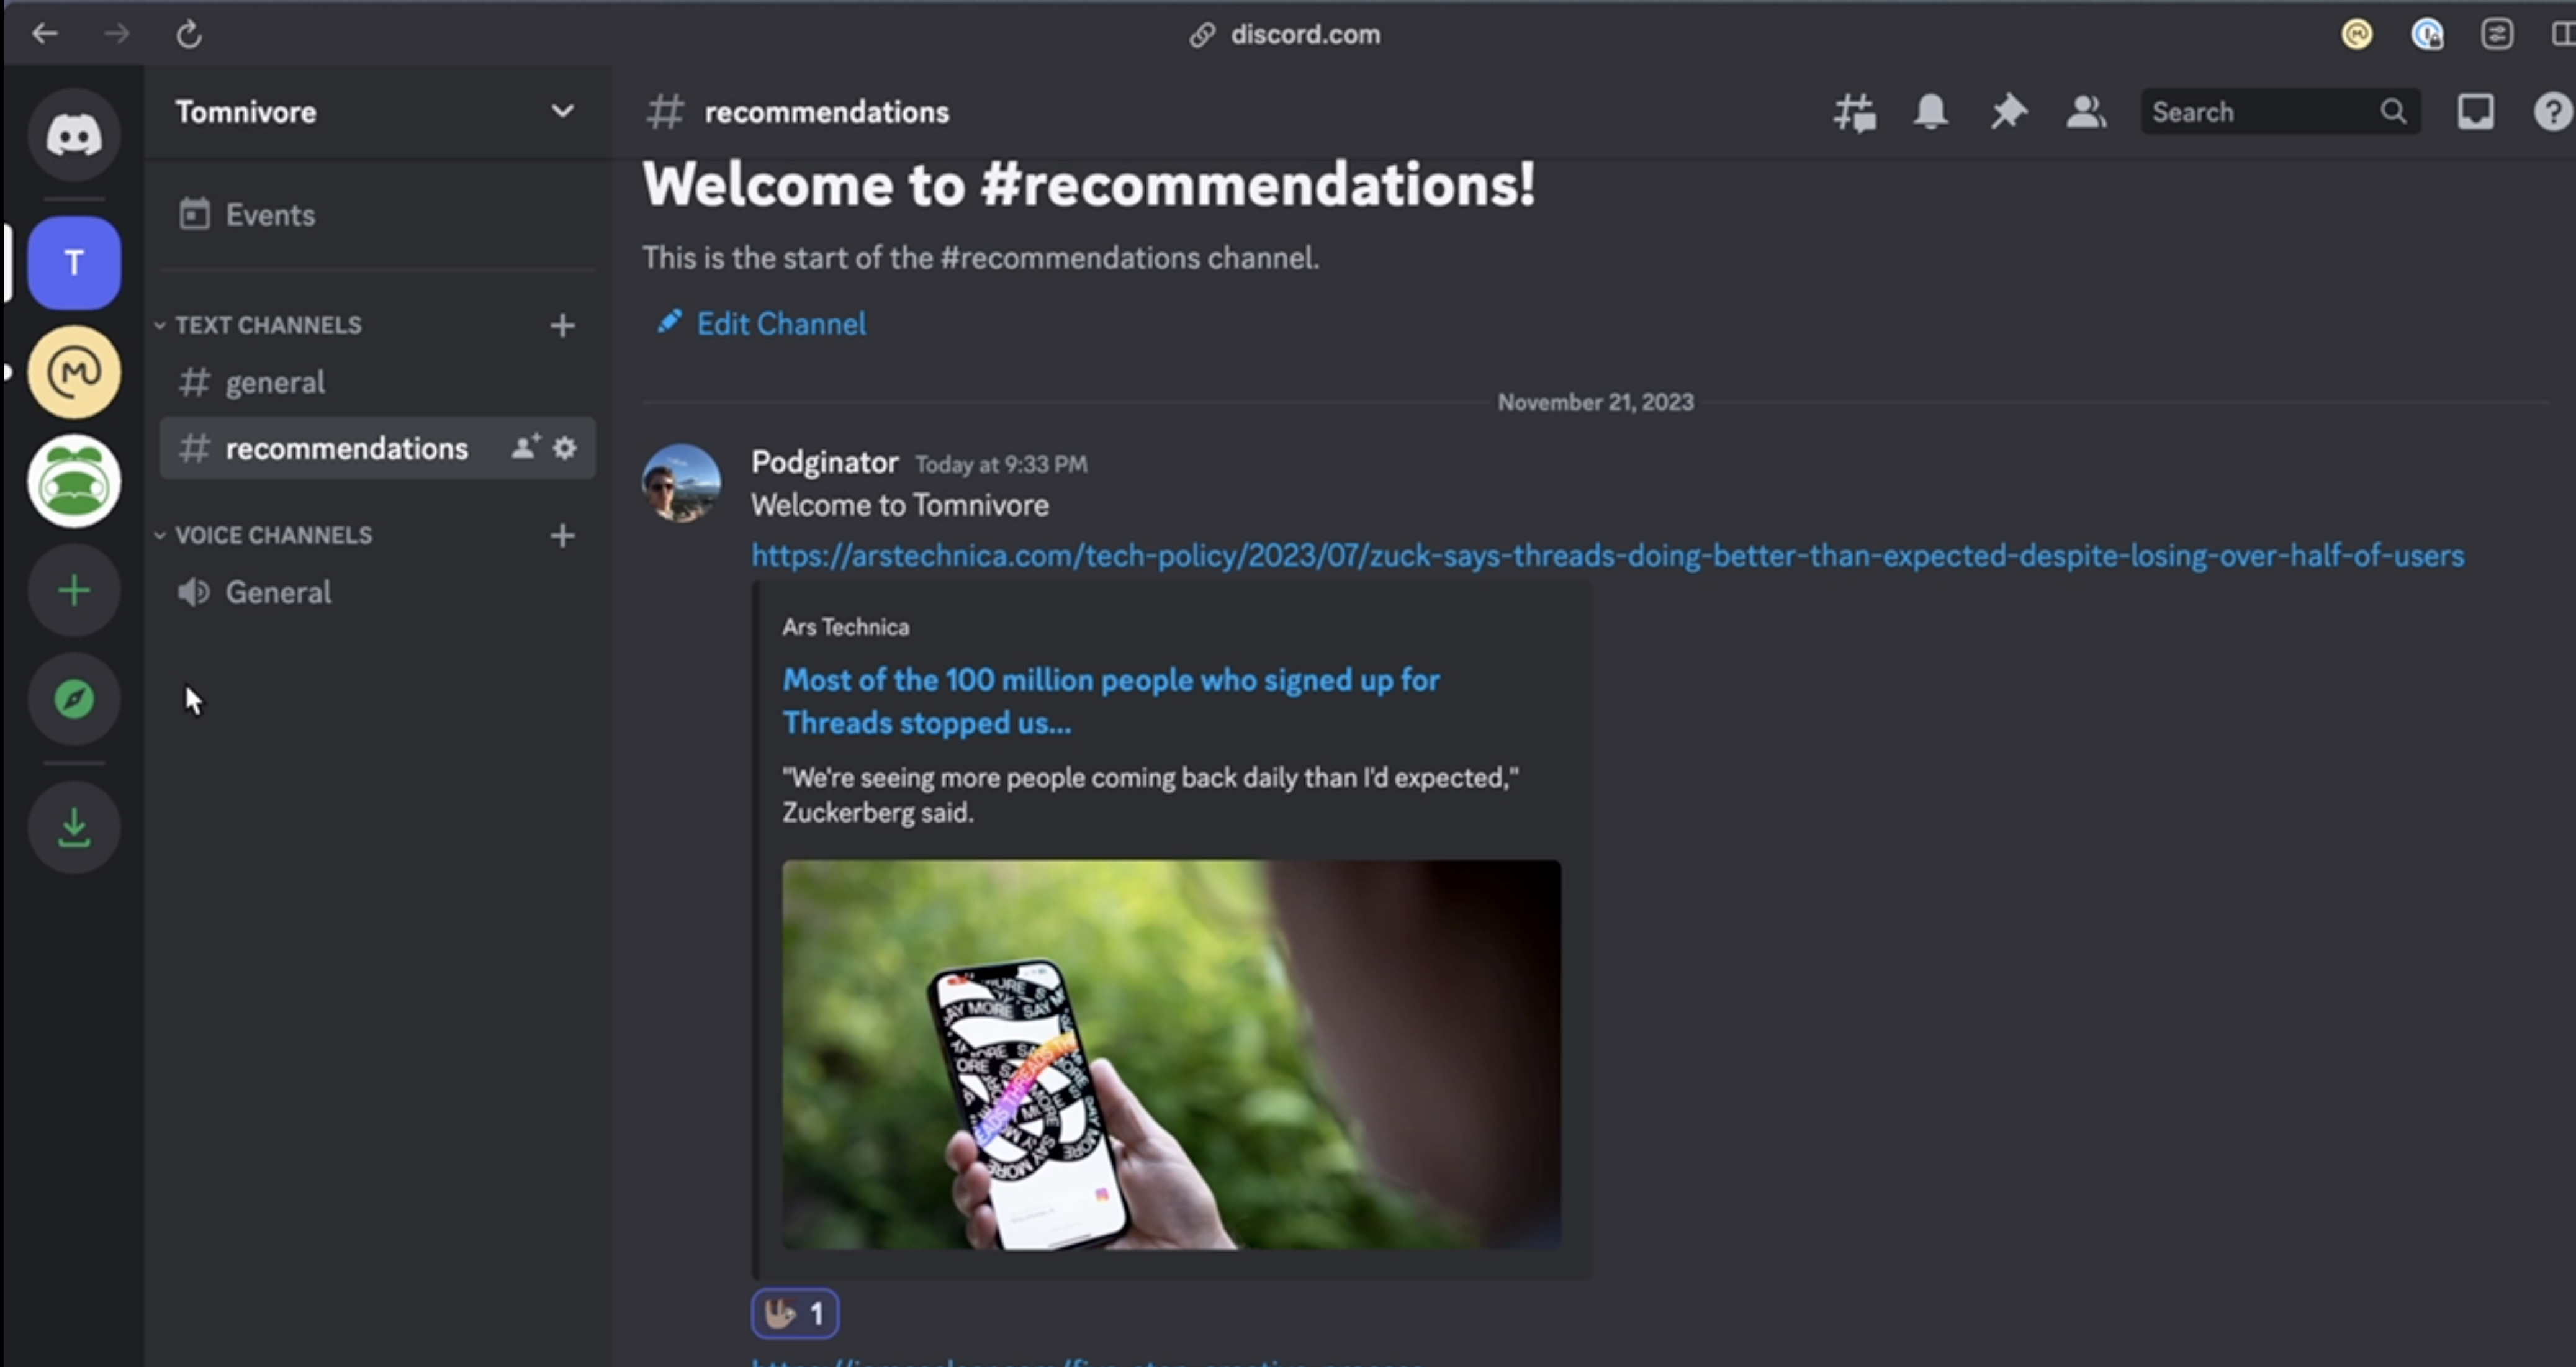 discord.com
Tomnivore
# recommendations
Search
Events
T
TEXT CHANNELS
# general
# recommendations
VOICE CHANNELS
General
Welcome to #recommendations!
This is the start of the #recommendations channel.
Edit Channel
November 21, 2023
Podginator Today at 9:33 PM
Welcome to Tomnivore
https://arstechnica.com/tech-policy/2023/07/zuck-says-threads-doing-better-than-expected-despite-losing-over-half-of-users
Ars Technica
Most of the 100 million people who signed up for
Threads stopped us...
"We're seeing more people coming back daily than I'd expected,"
Zuckerberg said.
SAY MORE
THREADS
1